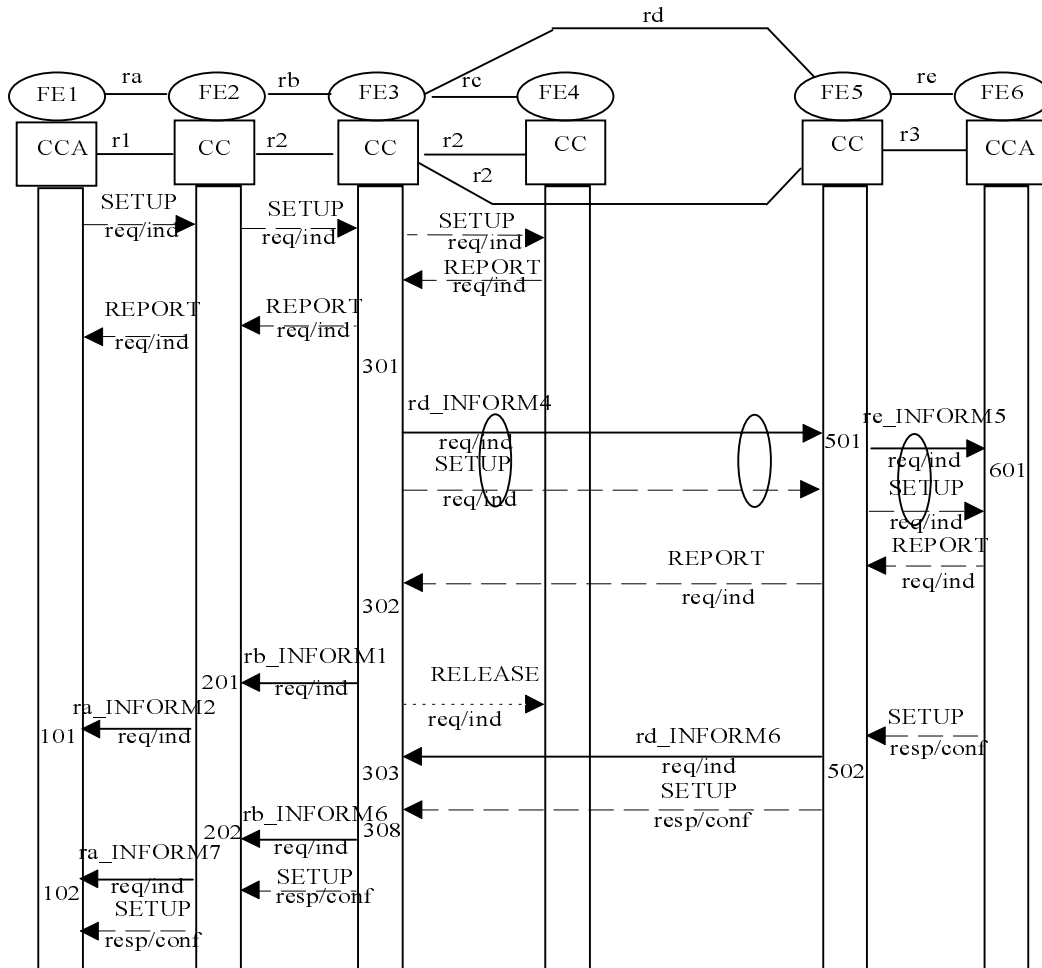 rd
ra
rb
rc
re
FE1
FE2
FE3
FE4
FE5
FE6
CCA
r1
CC
r2
CC
r2
CC
r2
CC
r3
CCA
SETUP
req/ind
SETUP
req/ind
SETUP
req/ind
REPORT
req/ind
REPORT
req/ind
REPORT
req/ind
301
rd_INFORM4
req/ind
501
re_INFORM5
req/ind
601
SETUP
req/ind
SETUP
req/ind
REPORT
req/ind
REPORT
req/ind
302
rb_INFORM1
req/ind
201
RELEASE
req/ind
ra_INFORM2
req/ind
101
SETUP
resp/conf
rd_INFORM6
req/ind
303
502
SETUP
resp/conf
rb_INFORM6
req/ind
308
202
ra_INFORM7
req/ind
102
SETUP
resp/conf
SETUP
resp/conf